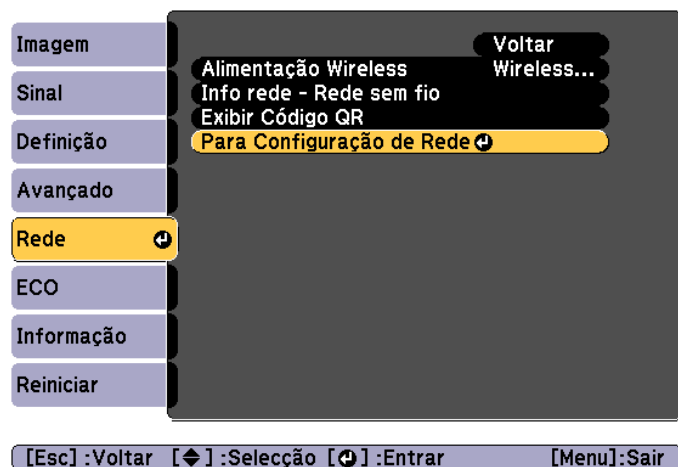 Imagem
Sinal
Definição
Avançado
Rede
ECO
Informação
Reiniciar
Voltar
Alimentação Wireless Wireless...
Info rede - Rede sem fio
Exibir Código QR
Para Configuração de Rede
[Esc] :Voltar [◆] :Selecção [↵] :Entrar [Menu]:Sair